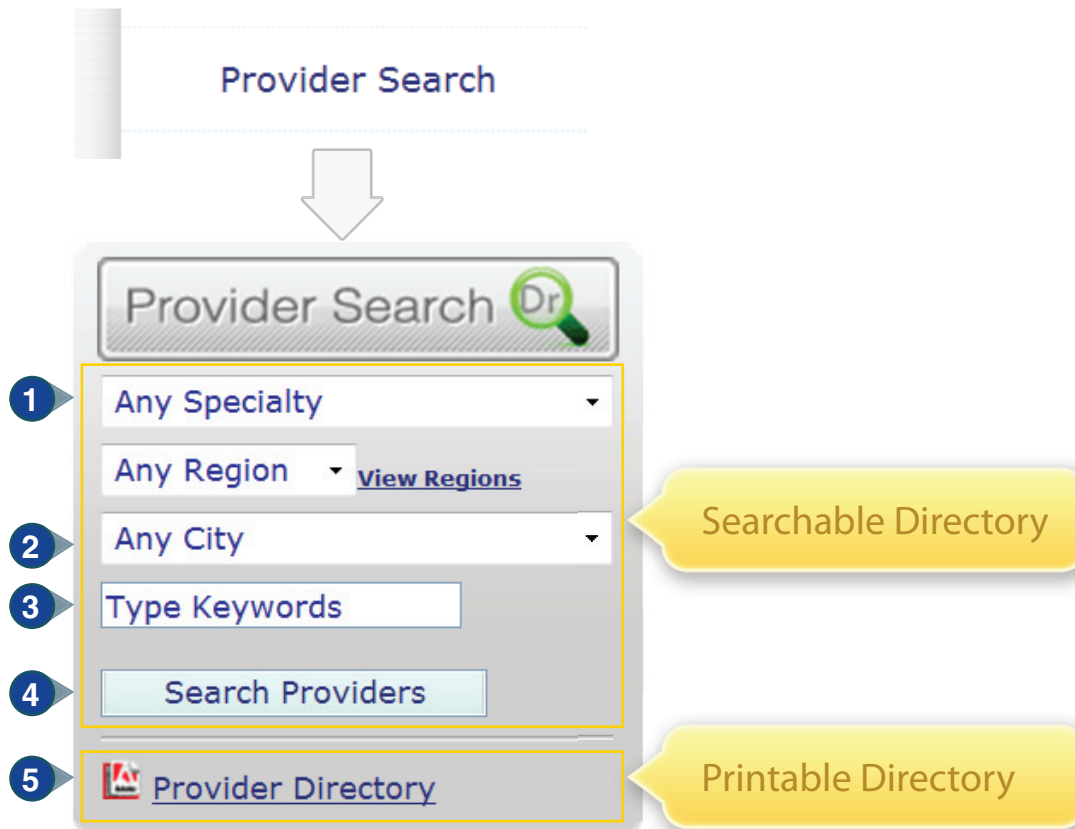 Provider Search
Provider Search Dr
1 Any Specialty
Any Region View Regions
2 Any City
Searchable Directory
3 Type Keywords
4 Search Providers
5 Provider Directory
Printable Directory